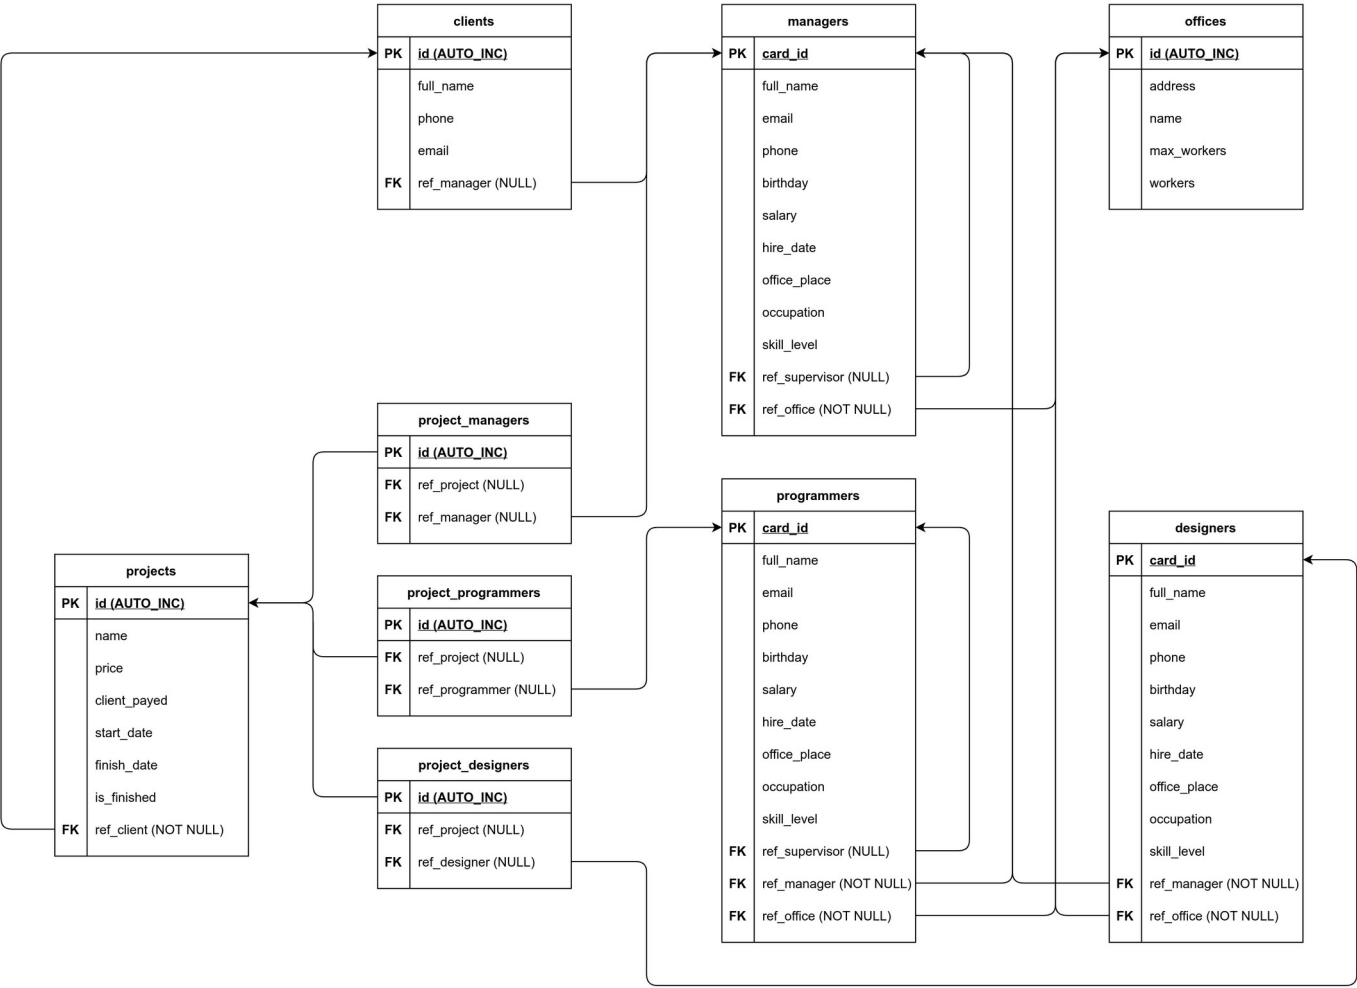 clients
PK id (AUTO_INC)
full_name
phone
email
FK ref_manager (NULL)
managers
PK card_id
full_name
email
phone
birthday
salary
hire_date
office_place
occupation
skill_level
FK ref_supervisor (NULL)
FK ref_office (NOT NULL)
offices
PK id (AUTO_INC)
address
name
max_workers
workers
project_managers
PK id (AUTO_INC)
FK ref_project (NULL)
FK ref_manager (NULL)
projects
PK id (AUTO_INC)
name
price
client_payed
start_date
finish_date
is_finished
FK ref_client (NOT NULL)
project_programmers
PK id (AUTO_INC)
FK ref_project (NULL)
FK ref_programmer (NULL)
project_designers
PK id (AUTO_INC)
FK ref_project (NULL)
FK ref_designer (NULL)
programmers
PK card_id
full_name
email
phone
birthday
salary
hire_date
office_place
occupation
skill_level
FK ref_supervisor (NULL)
FK ref_manager (NOT NULL)
FK ref_office (NOT NULL)
designers
PK card_id
full_name
email
phone
birthday
salary
hire_date
office_place
occupation
skill_level
FK ref_manager (NOT NULL)
FK ref_office (NOT NULL)